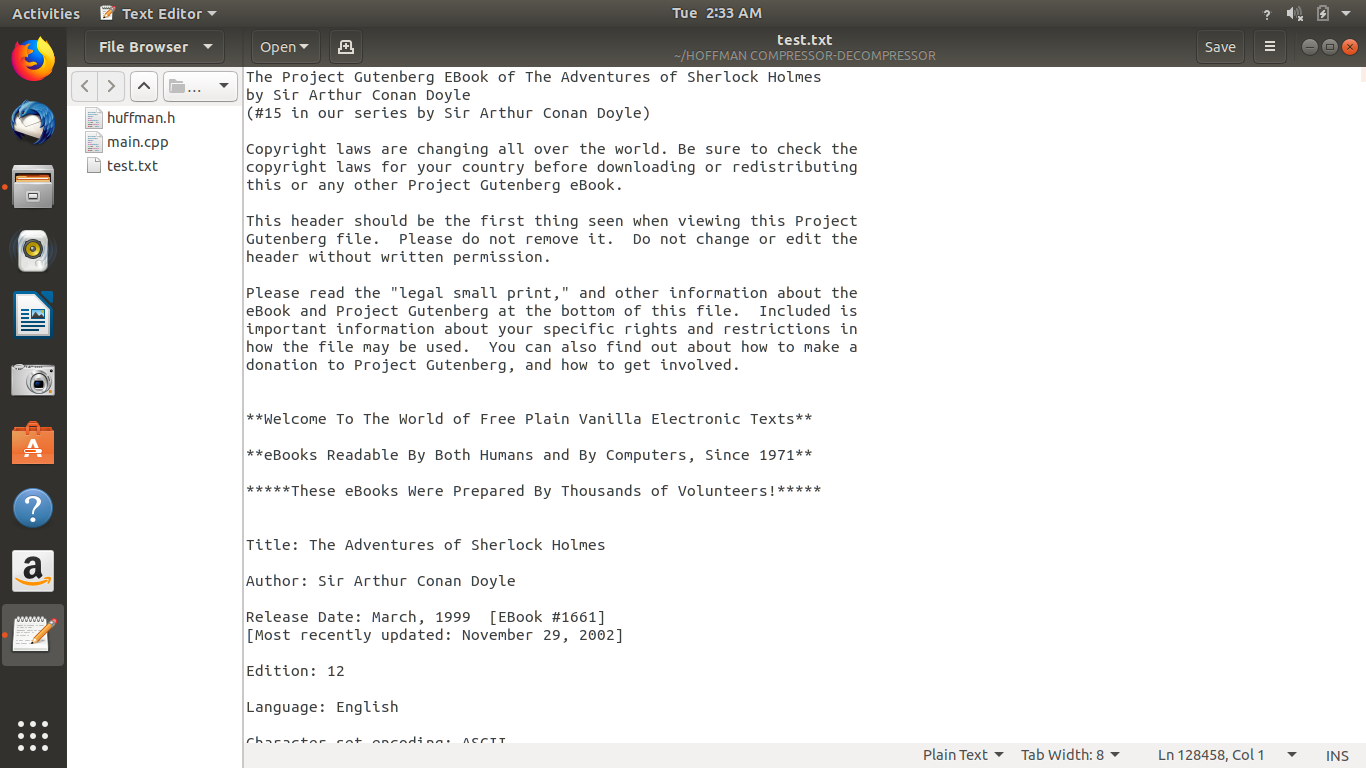 Activities
Text Editor
Tue 2:33 AM
File Browser
Open
test.txt
~/HOFFMAN COMPRESSOR-DECOMPRESSOR
Save
...
huffman.h
main.cpp
test.txt
The Project Gutenberg EBook of The Adventures of Sherlock Holmes
by Sir Arthur Conan Doyle
(#15 in our series by Sir Arthur Conan Doyle)
Copyright laws are changing all over the world. Be sure to check the
copyright laws for your country before downloading or redistributing
this or any other Project Gutenberg eBook.
This header should be the first thing seen when viewing this Project
Gutenberg file.  Please do not remove it.  Do not change or edit the
header without written permission.
Please read the "legal small print," and other information about the
eBook and Project Gutenberg at the bottom of this file.  Included is
important information about your specific rights and restrictions in
how the file may be used.  You can also find out about how to make a
donation to Project Gutenberg, and how to get involved.
**Welcome To The World of Free Plain Vanilla Electronic Texts**
**eBooks Readable By Both Humans and By Computers, Since 1971**
*****These eBooks Were Prepared By Thousands of Volunteers!*****
Title: The Adventures of Sherlock Holmes
Author: Sir Arthur Conan Doyle
Release Date: March, 1999  [EBook #1661]
[Most recently updated: November 29, 2002]
Edition: 12
Language: English
Character set encoding: ASCII
Plain Text
Tab Width: 8
Ln 128458, Col 1
INS